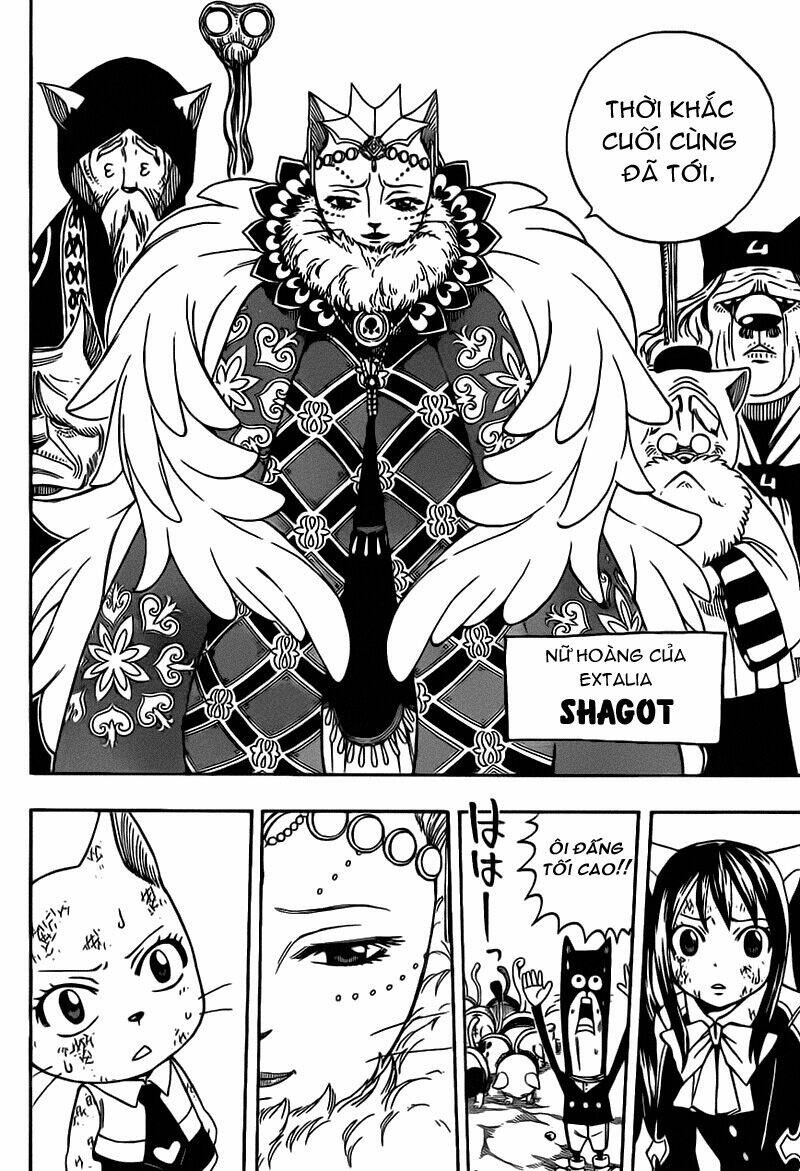 THỜI KHẮC
CUỐI CÙNG
ĐÃ TỚI.
NỮ HOÀNG CỦA
EXTALIA
SHAGOT
ÔI ĐẤNG
TỐI CAO!!
ははーっ